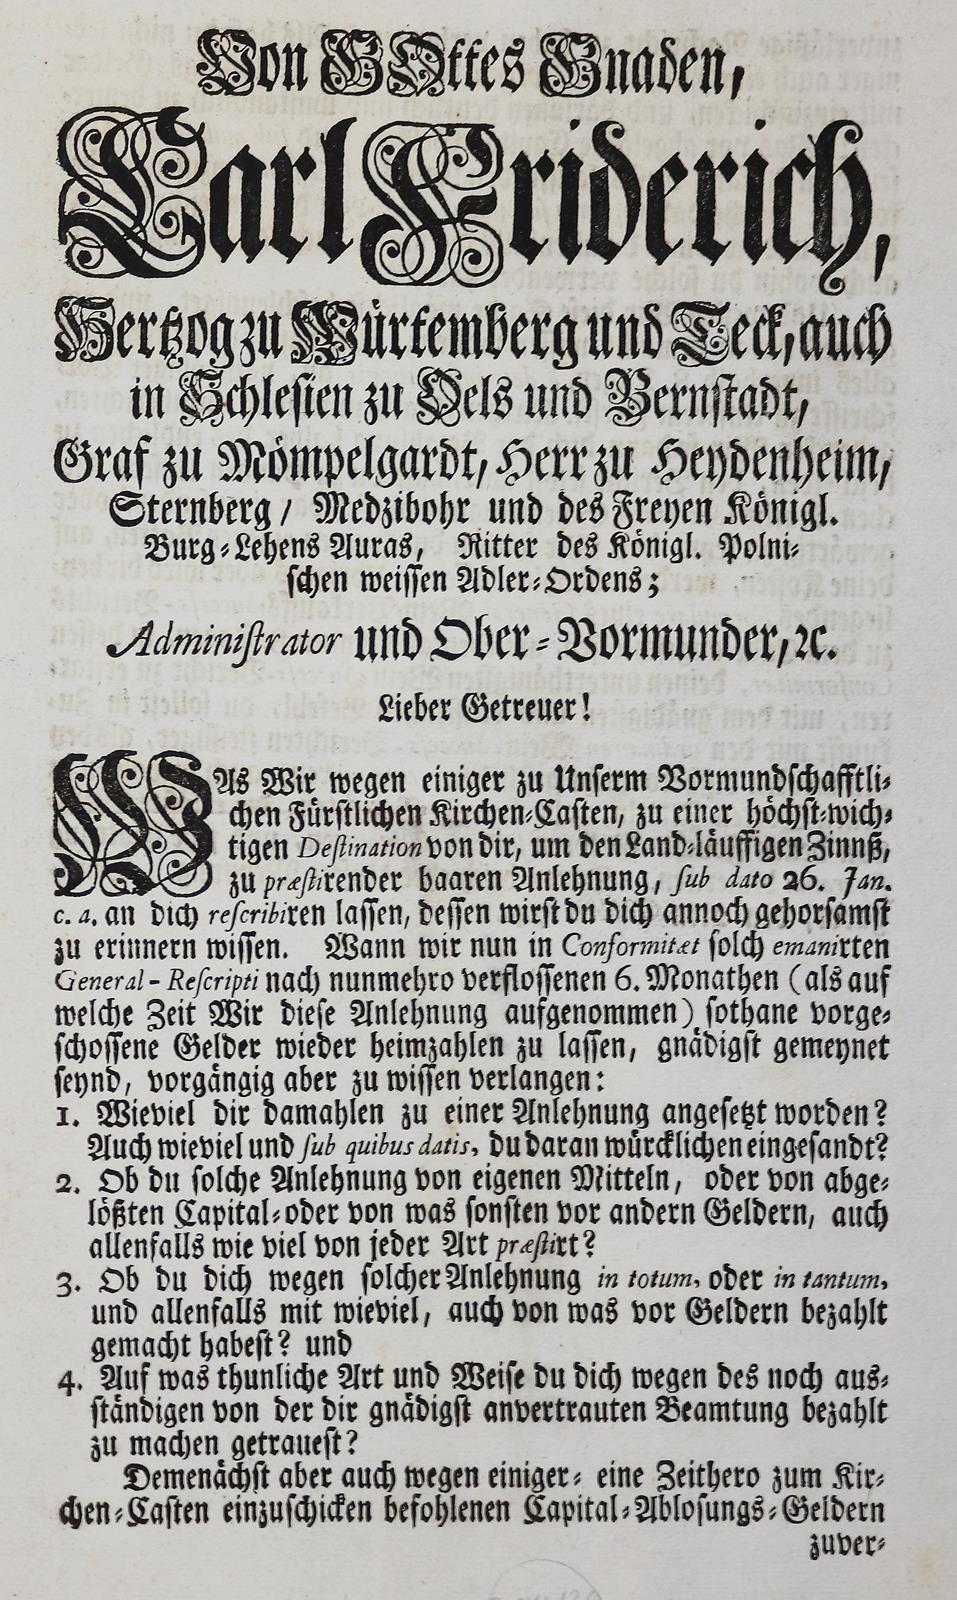 Von GOttes Gnaden,
Carl Friderich,
Hertzog zu Würtemberg und Teck, auch
in Schlesien zu Oels und Bernstadt,
Graf zu Mömpelgardt, Herr zu Heydenheim,
Sternberg / Medzibohr und des Freyen Königl.
Burg-Lehens Auras, Ritter des Königl. Polni-
schen weissen Adler-Ordens;
Administrator und Ober-Vormunder, ꝛc.
Lieber Getreuer!
WAs Wir wegen einiger zu Unserm Vormundschafftli-
chen Fürstlichen Kirchen-Casten, zu einer höchst-wich-
tigen Destination von dir, um den Land-läuffigen Zinnß,
zu præstirender baaren Anlehnung, sub dato 26. Jan.
c. a. an dich rescribiren lassen, dessen wirst du dich annoch gehorsamst
zu erinnern wissen. Wann wir nun in Conformitæt solch emanirten
General-Rescripti nach nunmehro verflossenen 6. Monathen (als auf
welche Zeit Wir diese Anlehnung aufgenommen) sothane vorge-
schossene Gelder wieder heimzahlen zu lassen, gnädigst gemeynet
seynd, vorgängig aber zu wissen verlangen:
1. Wieviel dir damahlen zu einer Anlehnung angesetzt worden?
Auch wieviel und sub quibus datis, du daran würcklichen eingesandt?
2. Ob du solche Anlehnung von eigenen Mitteln, oder von abge-
lößten Capital-oder von was sonsten vor andern Geldern, auch
allenfalls wie viel von jeder Art præstirt?
3. Ob du dich wegen solcher Anlehnung in totum, oder in tantum,
und allenfalls mit wieviel, auch von was vor Geldern bezahlt
gemacht habest? und
4. Auf was thunliche Art und Weise du dich wegen des noch aus-
ständigen von der dir gnädigst anvertrauten Beamtung bezahlt
zu machen getrauest?
Demenächst aber auch wegen einiger- eine Zeithero zum Kir-
chen-Casten einzuschicken befohlenen Capital-Ablosungs-Geldern
zuver-